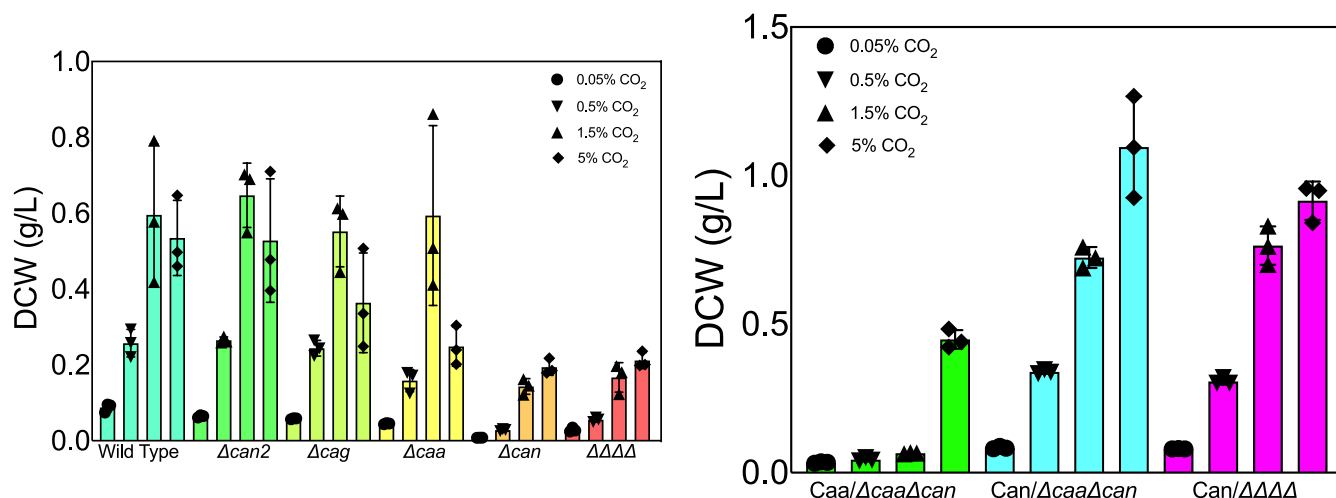 1.0
0.8
0.6
0.4
0.2
0.0
DCW (g/L)
0.05% CO₂
0.5% CO₂
1.5% CO₂
5% CO₂
Wild Type Δcan2 Δcag Δcaa Δcan ΔΔΔΔ
1.5
1.0
0.5
0.0
DCW (g/L)
0.05% CO₂
0.5% CO₂
1.5% CO₂
5% CO₂
Caa/ΔcaaΔcan Can/ΔcaaΔcan Can/ΔΔΔΔ